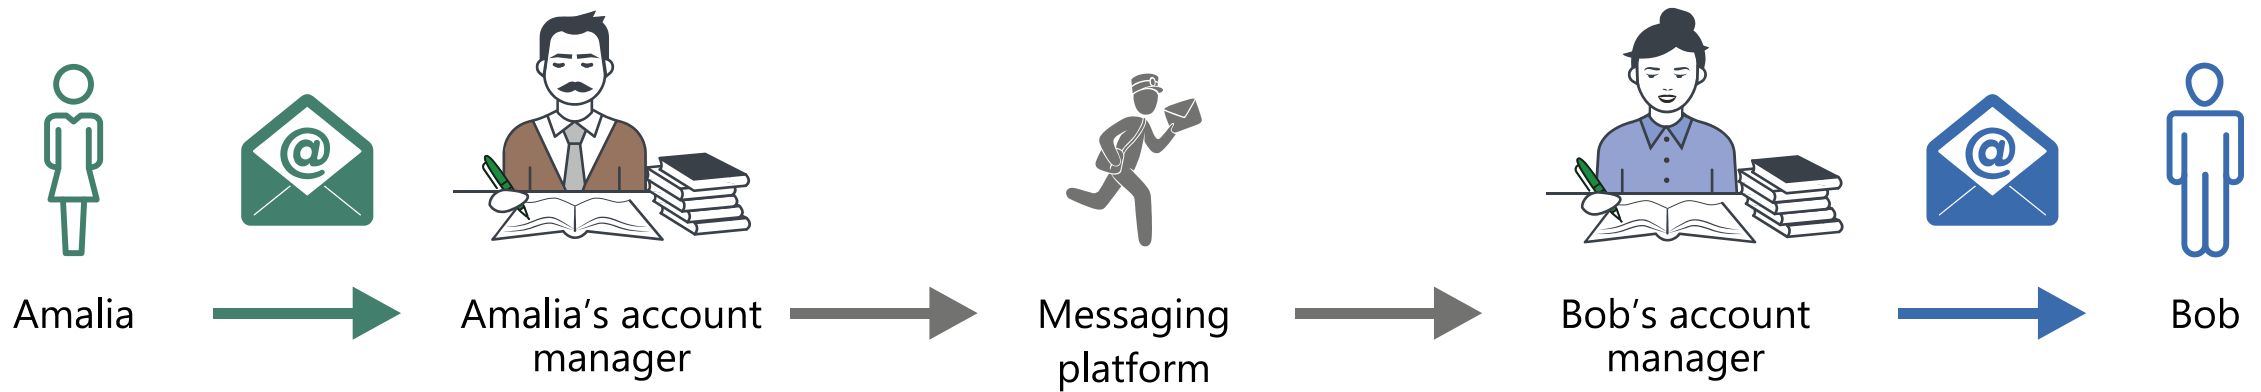 @
@
Amalia
Amalia's account
manager
Messaging
platform
Bob's account
manager
Bob